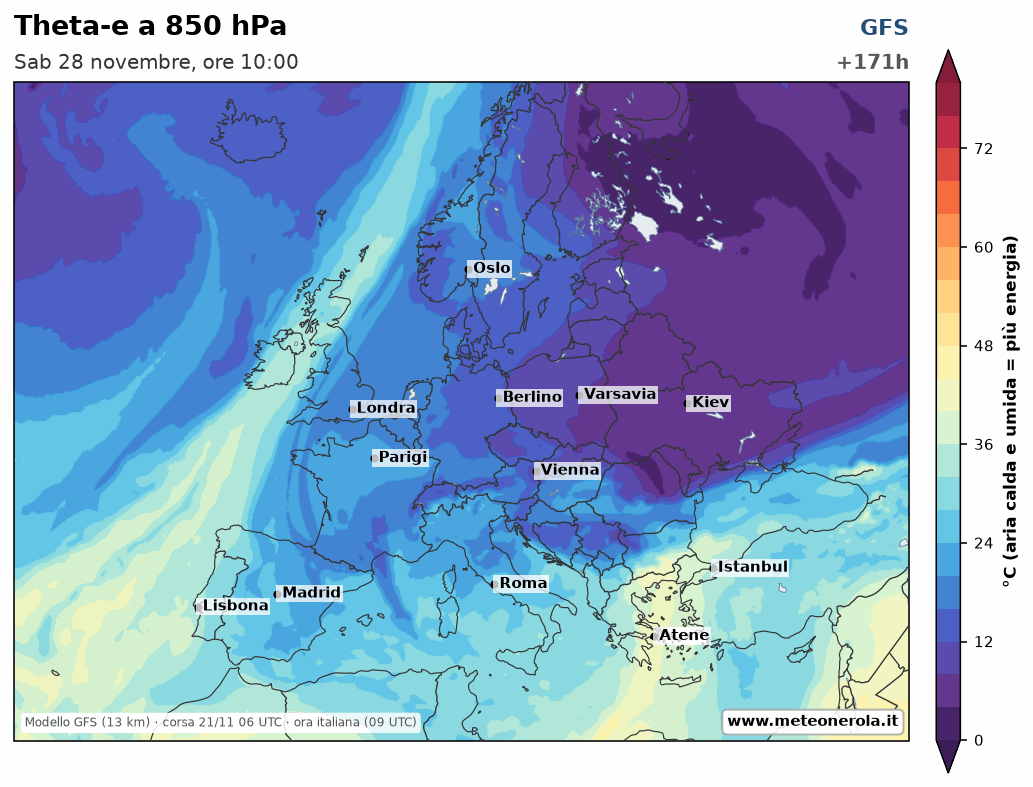 Theta-e a 850 hPa
GFS
Sab 28 novembre, ore 10:00
+171h
Oslo
Londra
Berlino
Varsavia
Kiev
Parigi
Vienna
Madrid
Roma
Istanbul
Lisbona
Atene
72
60
48
36
24
12
0
°C (aria calda e umida = più energia)
Modello GFS (13 km) · corsa 21/11 06 UTC · ora italiana (09 UTC)
www.meteonerola.it